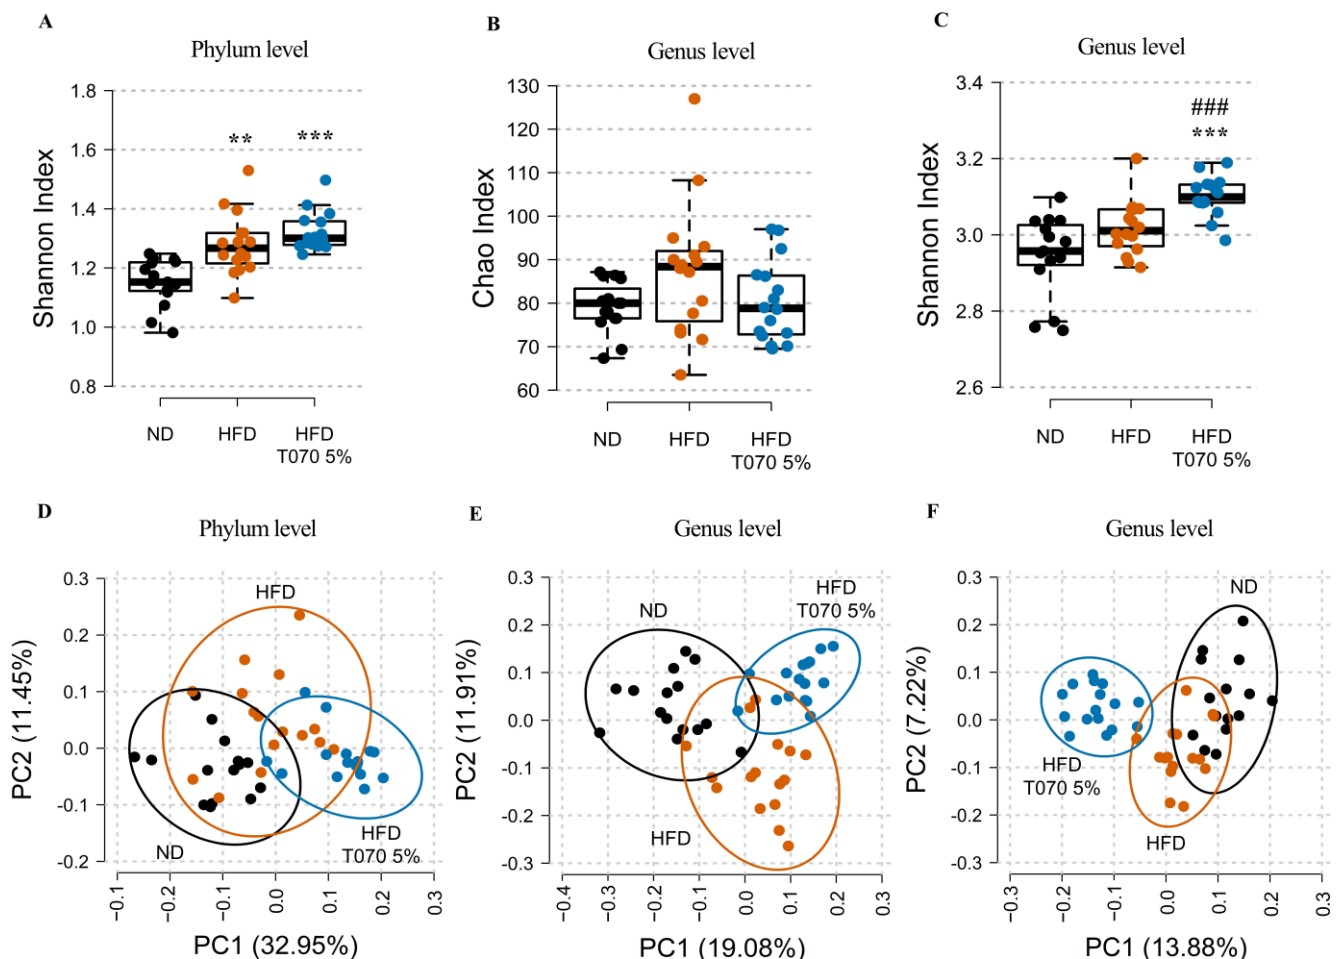 A
Phylum level
Shannon Index
1.8
1.6
1.4
1.2
1.0
0.8
**
***
ND
HFD
HFD
T070 5%
B
Genus level
Chao Index
130
120
110
100
90
80
70
60
ND
HFD
HFD
T070 5%
C
Genus level
Shannon Index
3.4
3.2
3.0
2.8
2.6
###
***
ND
HFD
HFD
T070 5%
D
Phylum level
PC2 (11.45%)
0.3
0.2
0.1
0.0
−0.1
−0.2
HFD
ND
HFD
T070 5%
−0.1 −0.2 −0.1 0.0 0.1 0.2 0.3
PC1 (32.95%)
E
Genus level
PC2 (11.91%)
0.3
0.2
0.1
0.0
−0.1
−0.2
−0.3
ND
HFD
T070 5%
HFD
−0.4 −0.3 −0.2 −0.1 0.0 0.1 0.2 0.3
PC1 (19.08%)
F
Genus level
PC2 (7.22%)
0.3
0.2
0.1
0.0
−0.1
−0.2
−0.3
ND
HFD
T070 5%
HFD
−0.3 −0.2 −0.1 0.0 0.1 0.2 0.3
PC1 (13.88%)